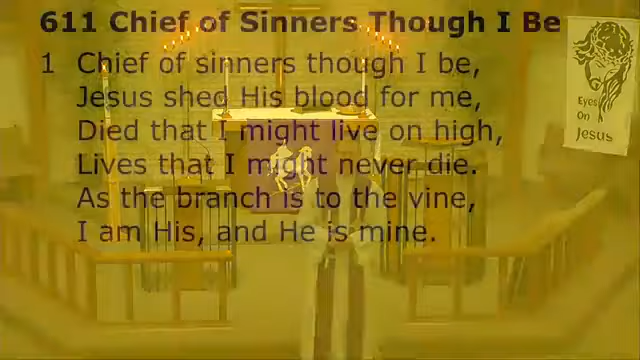 611 Chief of Sinners Though I Be
1 Chief of sinners though I be,
Jesus shed His blood for me,
Died that I might live on high,
Lives that I might never die.
As the branch is to the vine,
I am His, and He is mine.
Eyes
on
Jesus